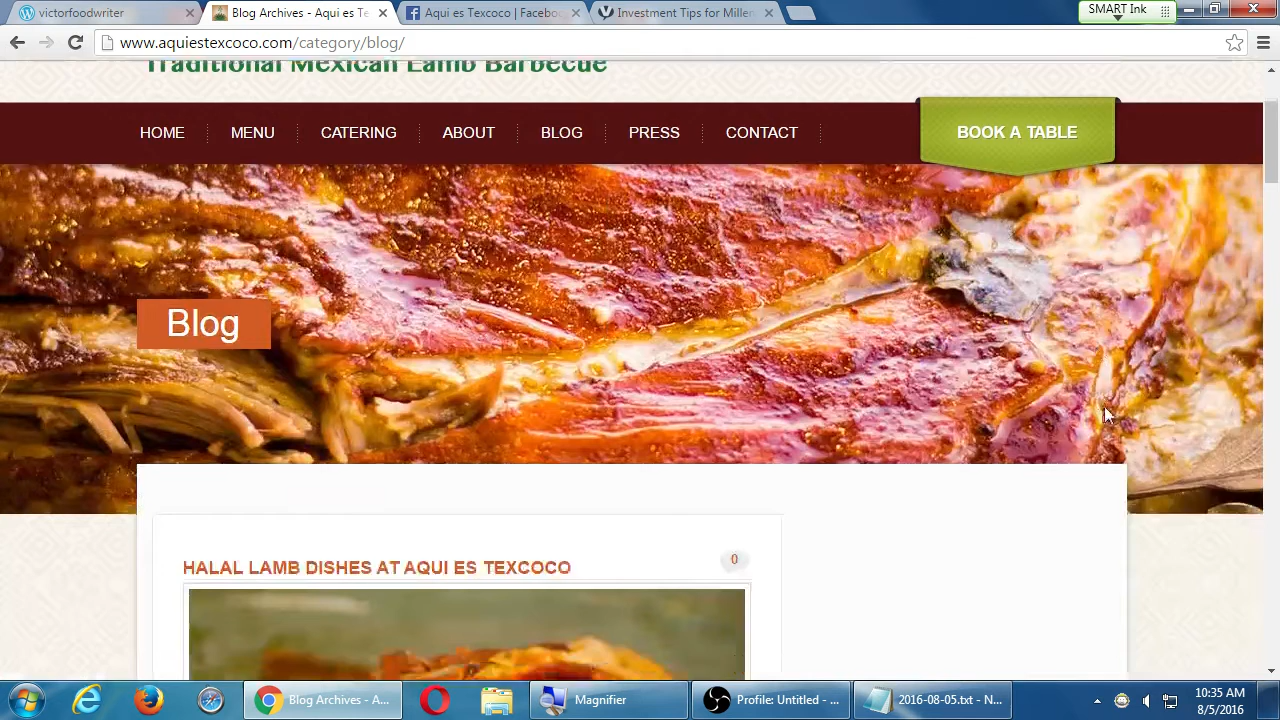 victorfoodwriter
Blog Archives - Aqui es Te
Aqui es Texcoco | Faceboo
Investment Tips for Miller
SMART Ink
www.aquiestexcoco.com/category/blog/
Traditional Mexican Lamb Barbecue
HOME
MENU
CATERING
ABOUT
BLOG
PRESS
CONTACT
BOOK A TABLE
Blog
HALAL LAMB DISHES AT AQUI ES TEXCOCO
0
Blog Archives - A...
Magnifier
Profile: Untitled - ...
2016-08-05.txt - N...
10:35 AM
8/5/2016